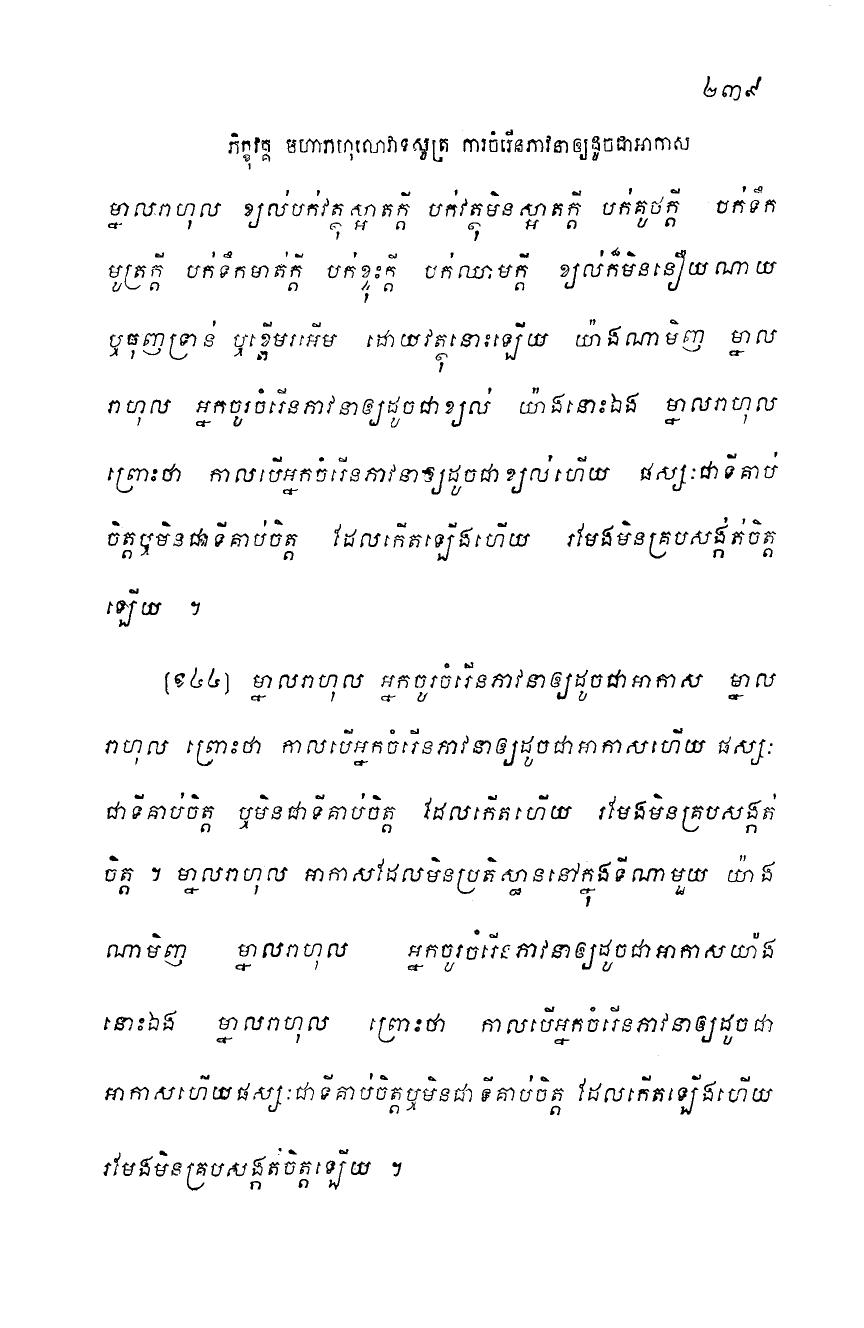 ២៣៩
ភិក្ខុវគ្គ មហារាហុលោវាទសូត្រ ការចំរើនភាវនាឲ្យដូចជាអាកាស
ម្នាលរាហុល ខ្យល់បក់វត្ថុស្អាតក្តី បក់វត្ថុមិនស្អាតក្តី បក់គូថក្តី បក់ទឹក
មូត្រក្តី បក់ទឹកមាត់ក្តី បក់ខ្ទុះក្តី បក់ឈាមក្តី ខ្យល់ក៏មិននឿយណាយ
ឬធុញទ្រាន់ ឬខ្ពើមរអើម ដោយវត្ថុនោះឡើយ យ៉ាងណាមិញ ម្នាល
រាហុល អ្នកចូរចំរើនភាវនាឲ្យដូចជាខ្យល់ យ៉ាងនោះឯង ម្នាលរាហុល
ព្រោះថា កាលបើអ្នកចំរើនភាវនាឲ្យដូចជាខ្យល់ហើយ ផស្សៈជាទីគាប់
ចិត្តឬមិនជាទីគាប់ចិត្ត ដែលកើតឡើងហើយ រមែងមិនគ្របសង្កត់ចិត្ត
ឡើយ ។
[១៤៤] ម្នាលរាហុល អ្នកចូរចំរើនភាវនាឲ្យដូចជាអាកាស ម្នាល
រាហុល ព្រោះថា កាលបើអ្នកចំរើនភាវនាឲ្យដូចជាអាកាសហើយ ផស្សៈ
ជាទីគាប់ចិត្ត ឬមិនជាទីគាប់ចិត្ត ដែលកើតហើយ រមែងមិនគ្របសង្កត់
ចិត្ត ។ ម្នាលរាហុល អាកាសដែលមិនប្រតិស្ឋាននៅក្នុងទីណាមួយ យ៉ាង
ណាមិញ ម្នាលរាហុល អ្នកចូរចំរើនភាវនាឲ្យដូចជាអាកាសយ៉ាង
នោះឯង ម្នាលរាហុល ព្រោះថា កាលបើអ្នកចំរើនភាវនាឲ្យដូចជា
អាកាសហើយផស្សៈជាទីគាប់ចិត្តឬមិនជាទីគាប់ចិត្ត ដែលកើតឡើងហើយ
រមែងមិនគ្របសង្កត់ចិត្តឡើយ ។